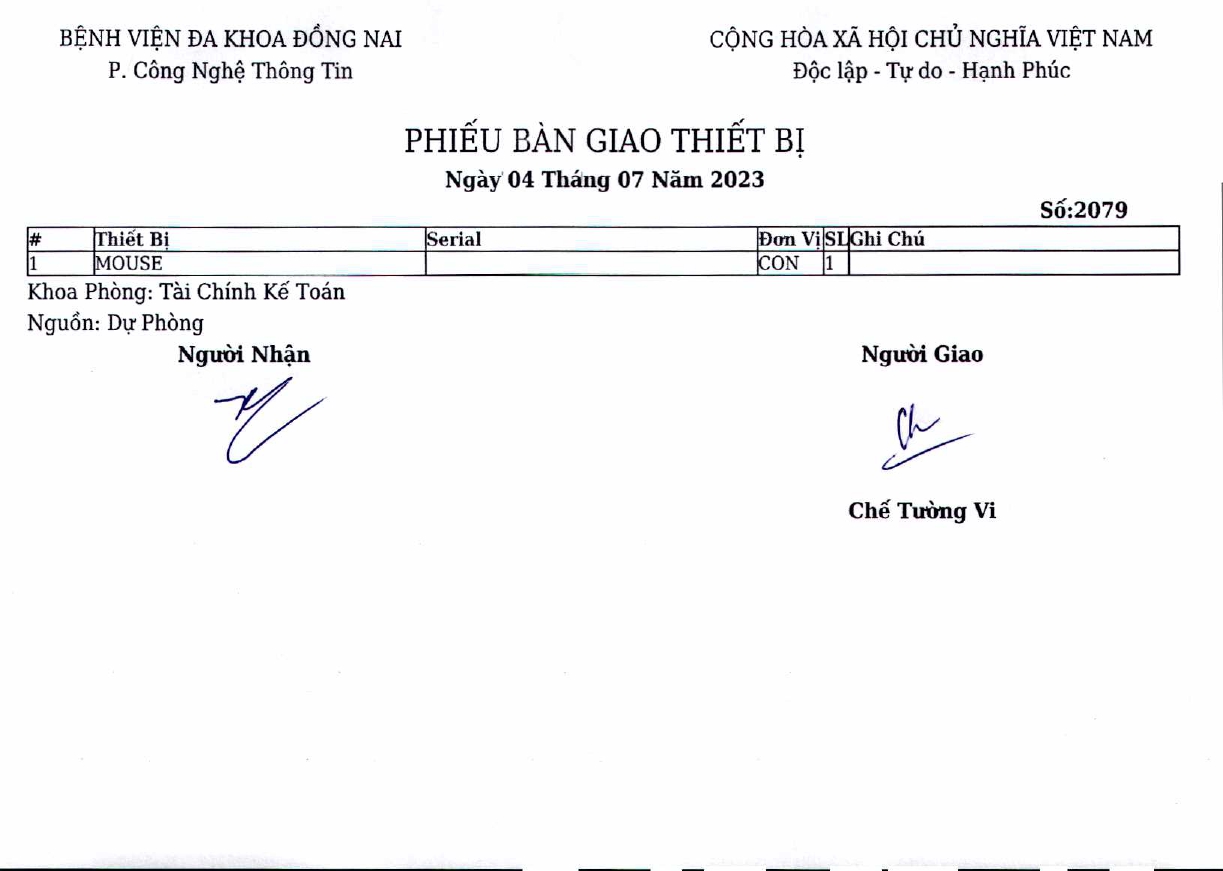 BỆNH VIỆN ĐA KHOA ĐỒNG NAI
P. Công Nghệ Thông Tin
CỘNG HÒA XÃ HỘI CHỦ NGHĨA VIỆT NAM
Độc lập - Tự do - Hạnh Phúc
PHIẾU BÀN GIAO THIẾT BỊ
Ngày 04 Tháng 07 Năm 2023
Số:2079
# Thiết Bị Serial Đơn Vị SL Ghi Chú
1 MOUSE CON 1
Khoa Phòng: Tài Chính Kế Toán
Nguồn: Dự Phòng
Người Nhận Người Giao
Chế Tường Vi